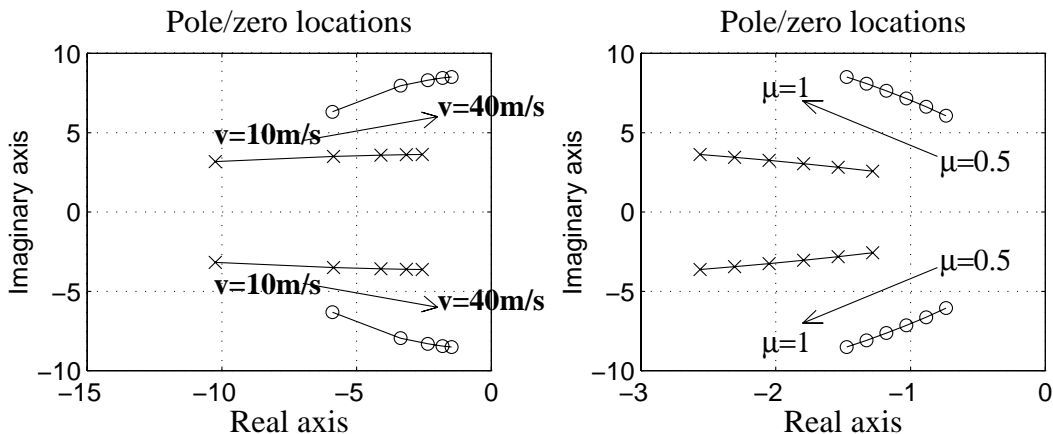 Pole/zero locations
10
5
0
−5
−10
−15
−10
−5
0
Imaginary axis
Real axis
v=10m/s
v=40m/s
v=10m/s
v=40m/s
Pole/zero locations
10
5
0
−5
−10
−3
−2
−1
0
Imaginary axis
Real axis
μ=1
μ=0.5
μ=0.5
μ=1